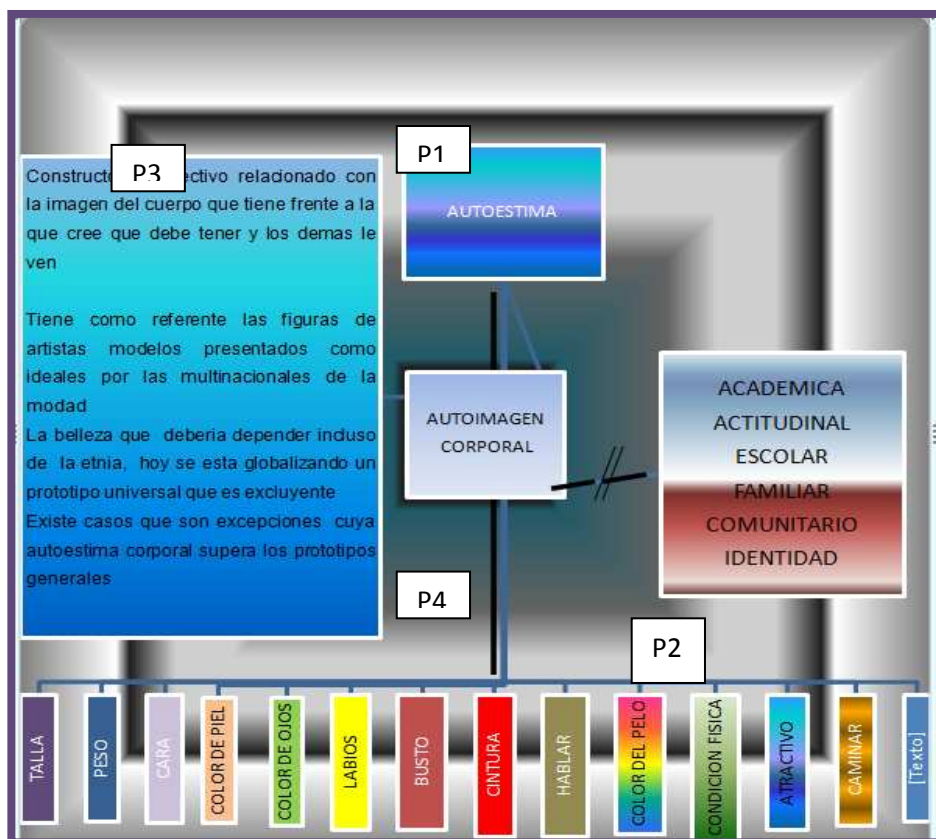 P3
P1
Constructo ectivo relacionado con
la imagen del cuerpo que tiene frente a la
que cree que debe tener y los demas le
ven
Tiene como referente las figuras de
artistas modelos presentados como
ideales por las multinacionales de la
modad
La belleza que deberia depender incluso
de la etnia, hoy se esta globalizando un
prototipo universal que es excluyente
Existe casos que son excepciones cuya
autoestima corporal supera los prototipos
generales
AUTOESTIMA
AUTOIMAGEN
CORPORAL
ACADEMICA
ACTITUDINAL
ESCOLAR
FAMILIAR
COMUNITARIO
IDENTIDAD
P4
P2
TALLA
PESO
CARA
COLOR DE PIEL
COLOR DE OJOS
LABIOS
BUSTO
CINTURA
HABLAR
COLOR DEL PELO
CONDICION FISICA
ATRACTIVO
CAMINAR
[Texto]